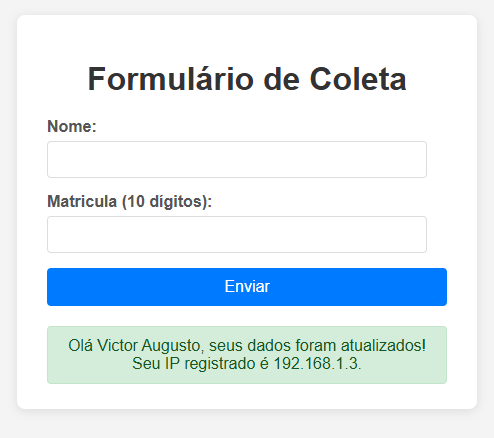 Formulário de Coleta
Nome:
Matricula (10 dígitos):
Enviar
Olá Victor Augusto, seus dados foram atualizados!
Seu IP registrado é 192.168.1.3.